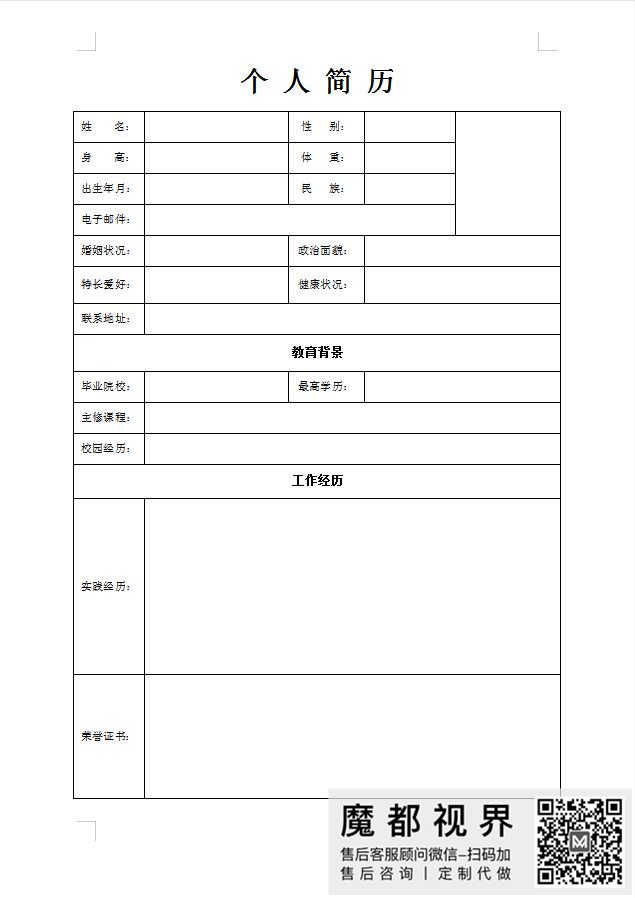 个人简历
姓 名： 性 别：
身 高： 体 重：
出生年月： 民 族：
电子邮件：
婚姻状况： 政治面貌：
特长爱好： 健康状况：
联系地址：
教育背景
毕业院校： 最高学历：
主修课程：
校园经历：
工作经历
实践经历：
荣誉证书：
魔都视界
售后客服顾问微信-扫码加
售后咨询 | 定制代做
M